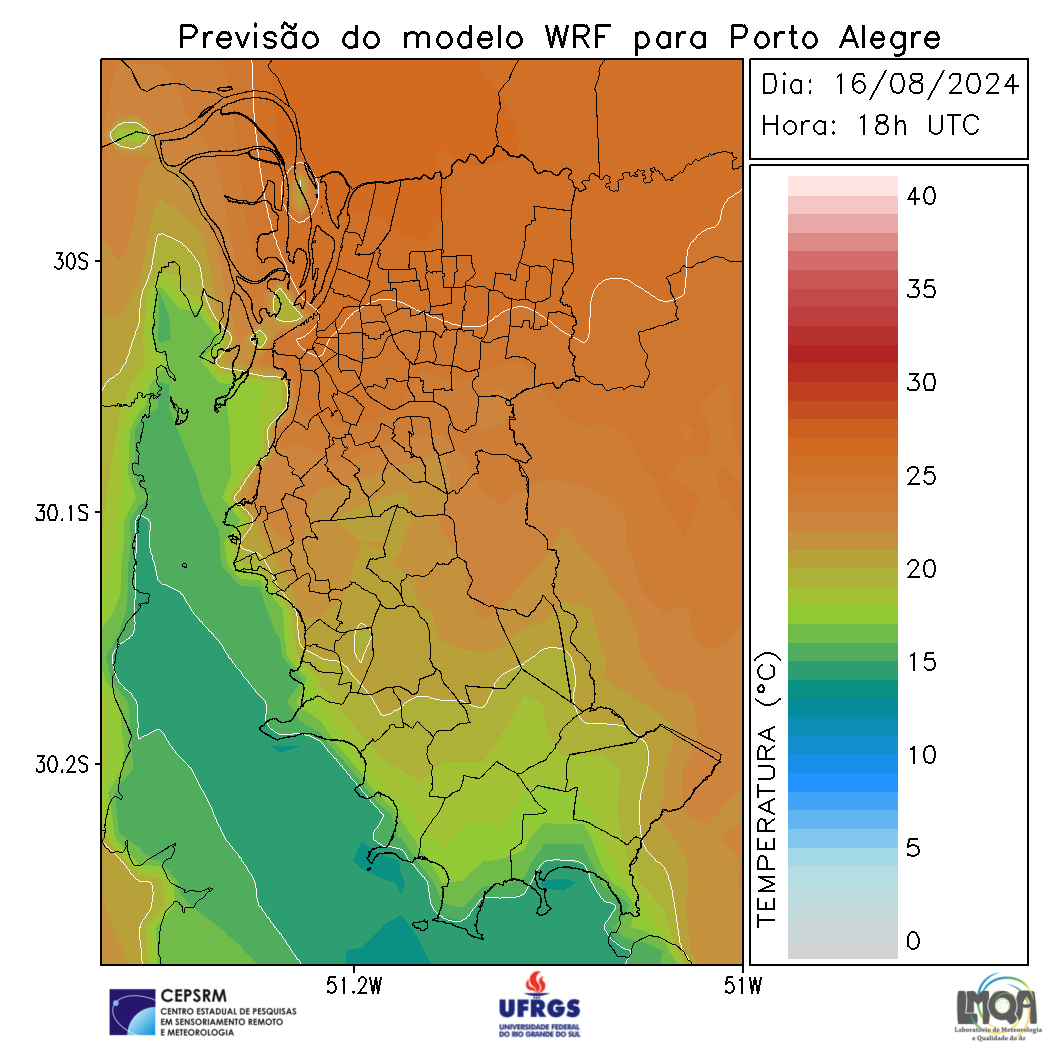 Previsão do modelo WRF para Porto Alegre
Dia: 16/08/2024
Hora: 18h UTC
40
35
30
25
20
15
10
5
0
TEMPERATURA (°C)
30S
30.1S
30.2S
51.2W
51W
CEPSRM
CENTRO ESTADUAL DE PESQUISAS
EM SENSORIAMENTO REMOTO
E METEOROLOGIA
UFRGS
UNIVERSIDADE FEDERAL
DO RIO GRANDE DO SUL
LMQA
Laboratório de Meteorologia
e Qualidade do Ar